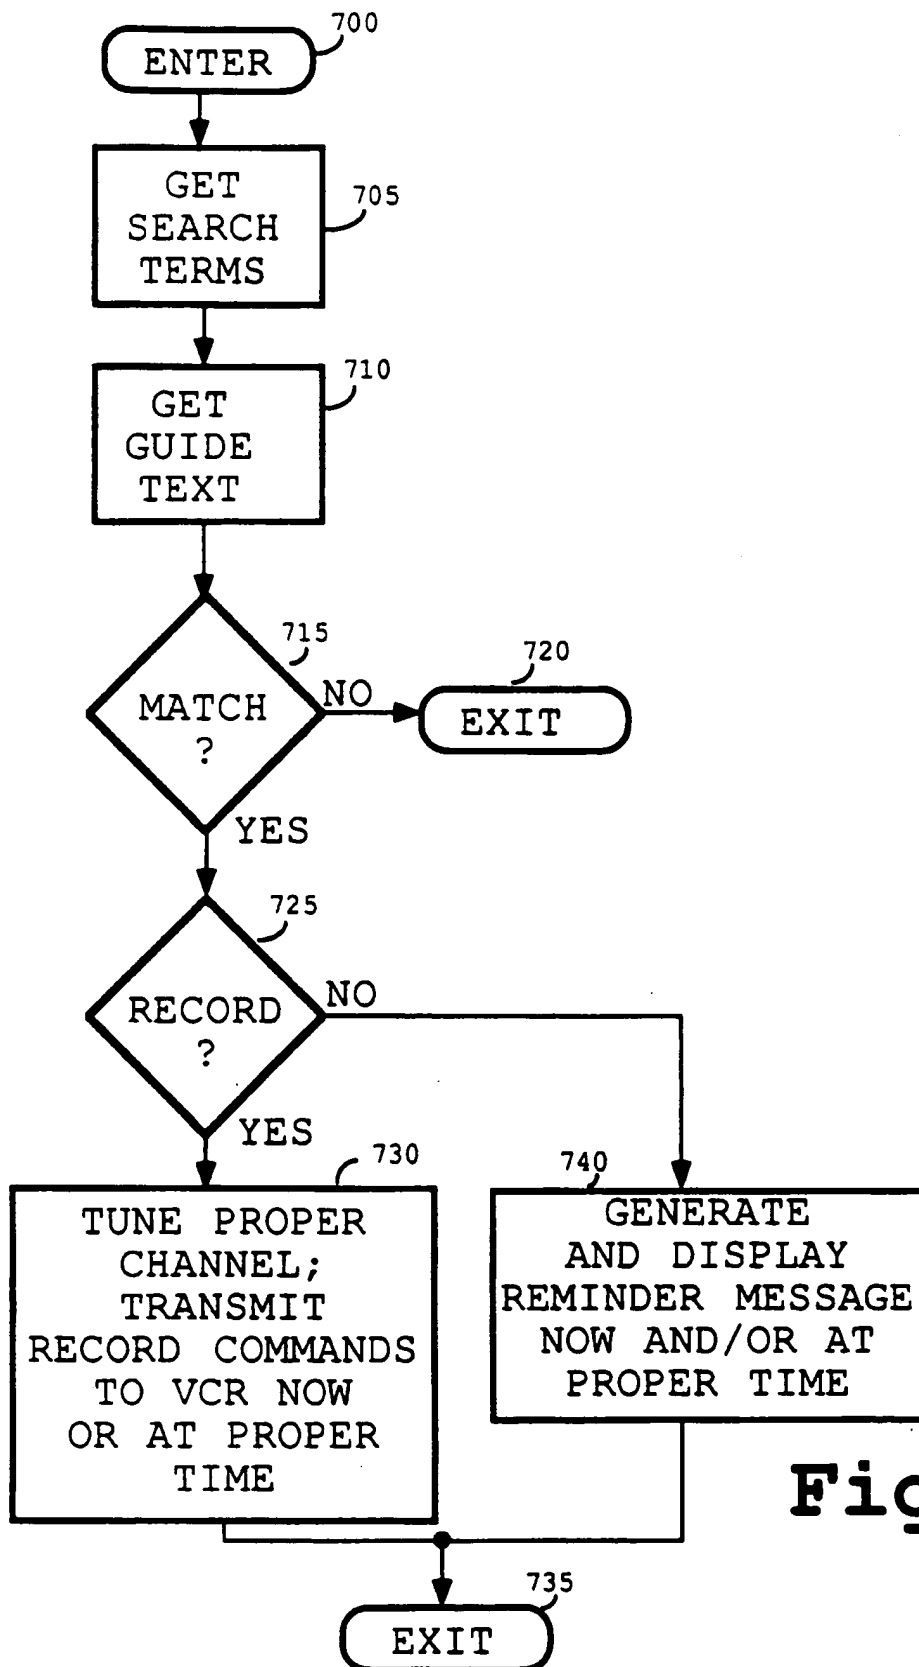 700
ENTER
GET
SEARCH
TERMS
705
710
GET
GUIDE
TEXT
715
MATCH
?
NO
720
EXIT
YES
725
RECORD
?
NO
YES
730
TUNE PROPER
CHANNEL;
TRANSMIT
RECORD COMMANDS
TO VCR NOW
OR AT PROPER
TIME
740
GENERATE
AND DISPLAY
REMINDER MESSAGE
NOW AND/OR AT
PROPER TIME
Fig
735
EXIT